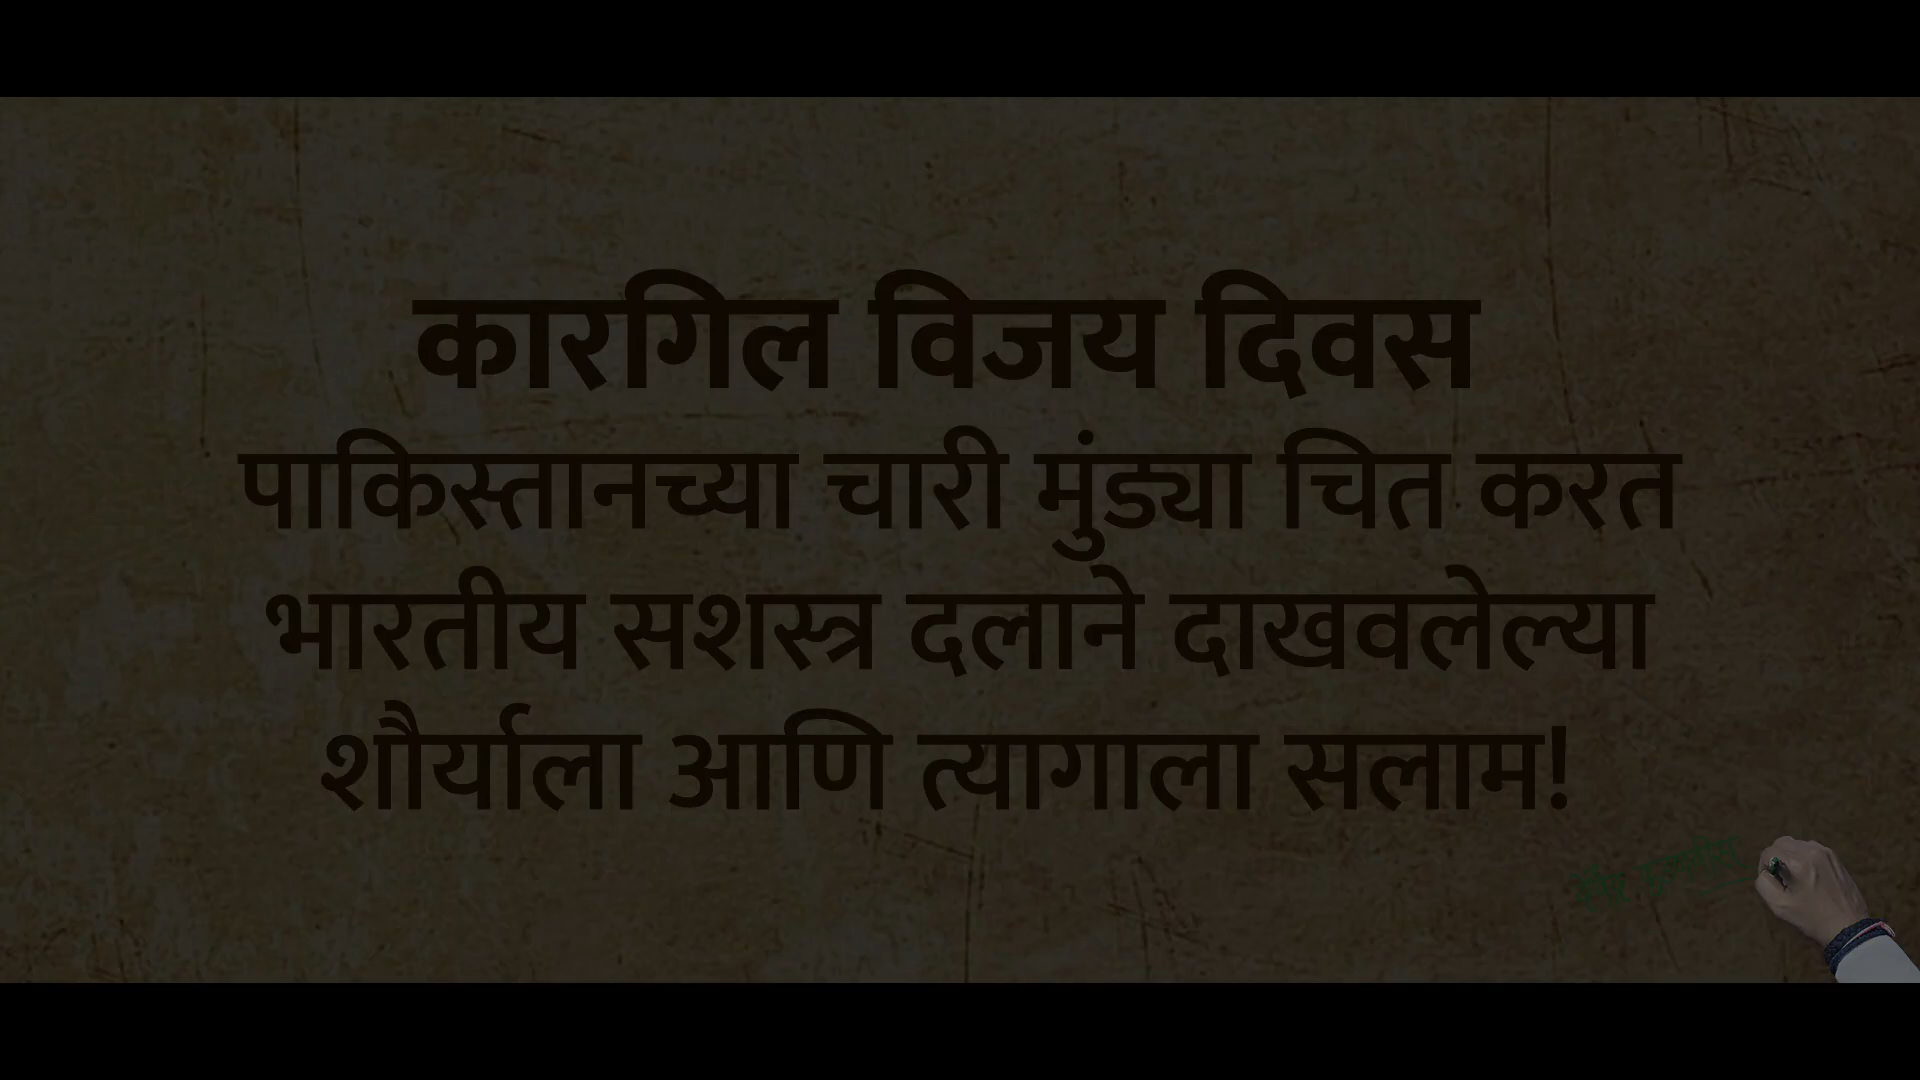 कारगिल विजय दिवस
पाकिस्तानच्या चारी मुंड्या चित करत
भारतीय सशस्त्र दलाने दाखवलेल्या
शौर्याला आणि त्यागाला सलाम!